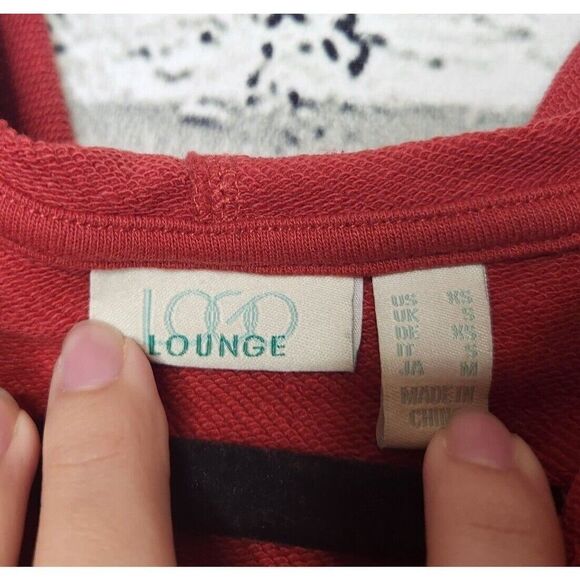 LOGO
LOUNGE
US XS
UK S
DE XS
IT S
JA M
MADE IN
CHINA